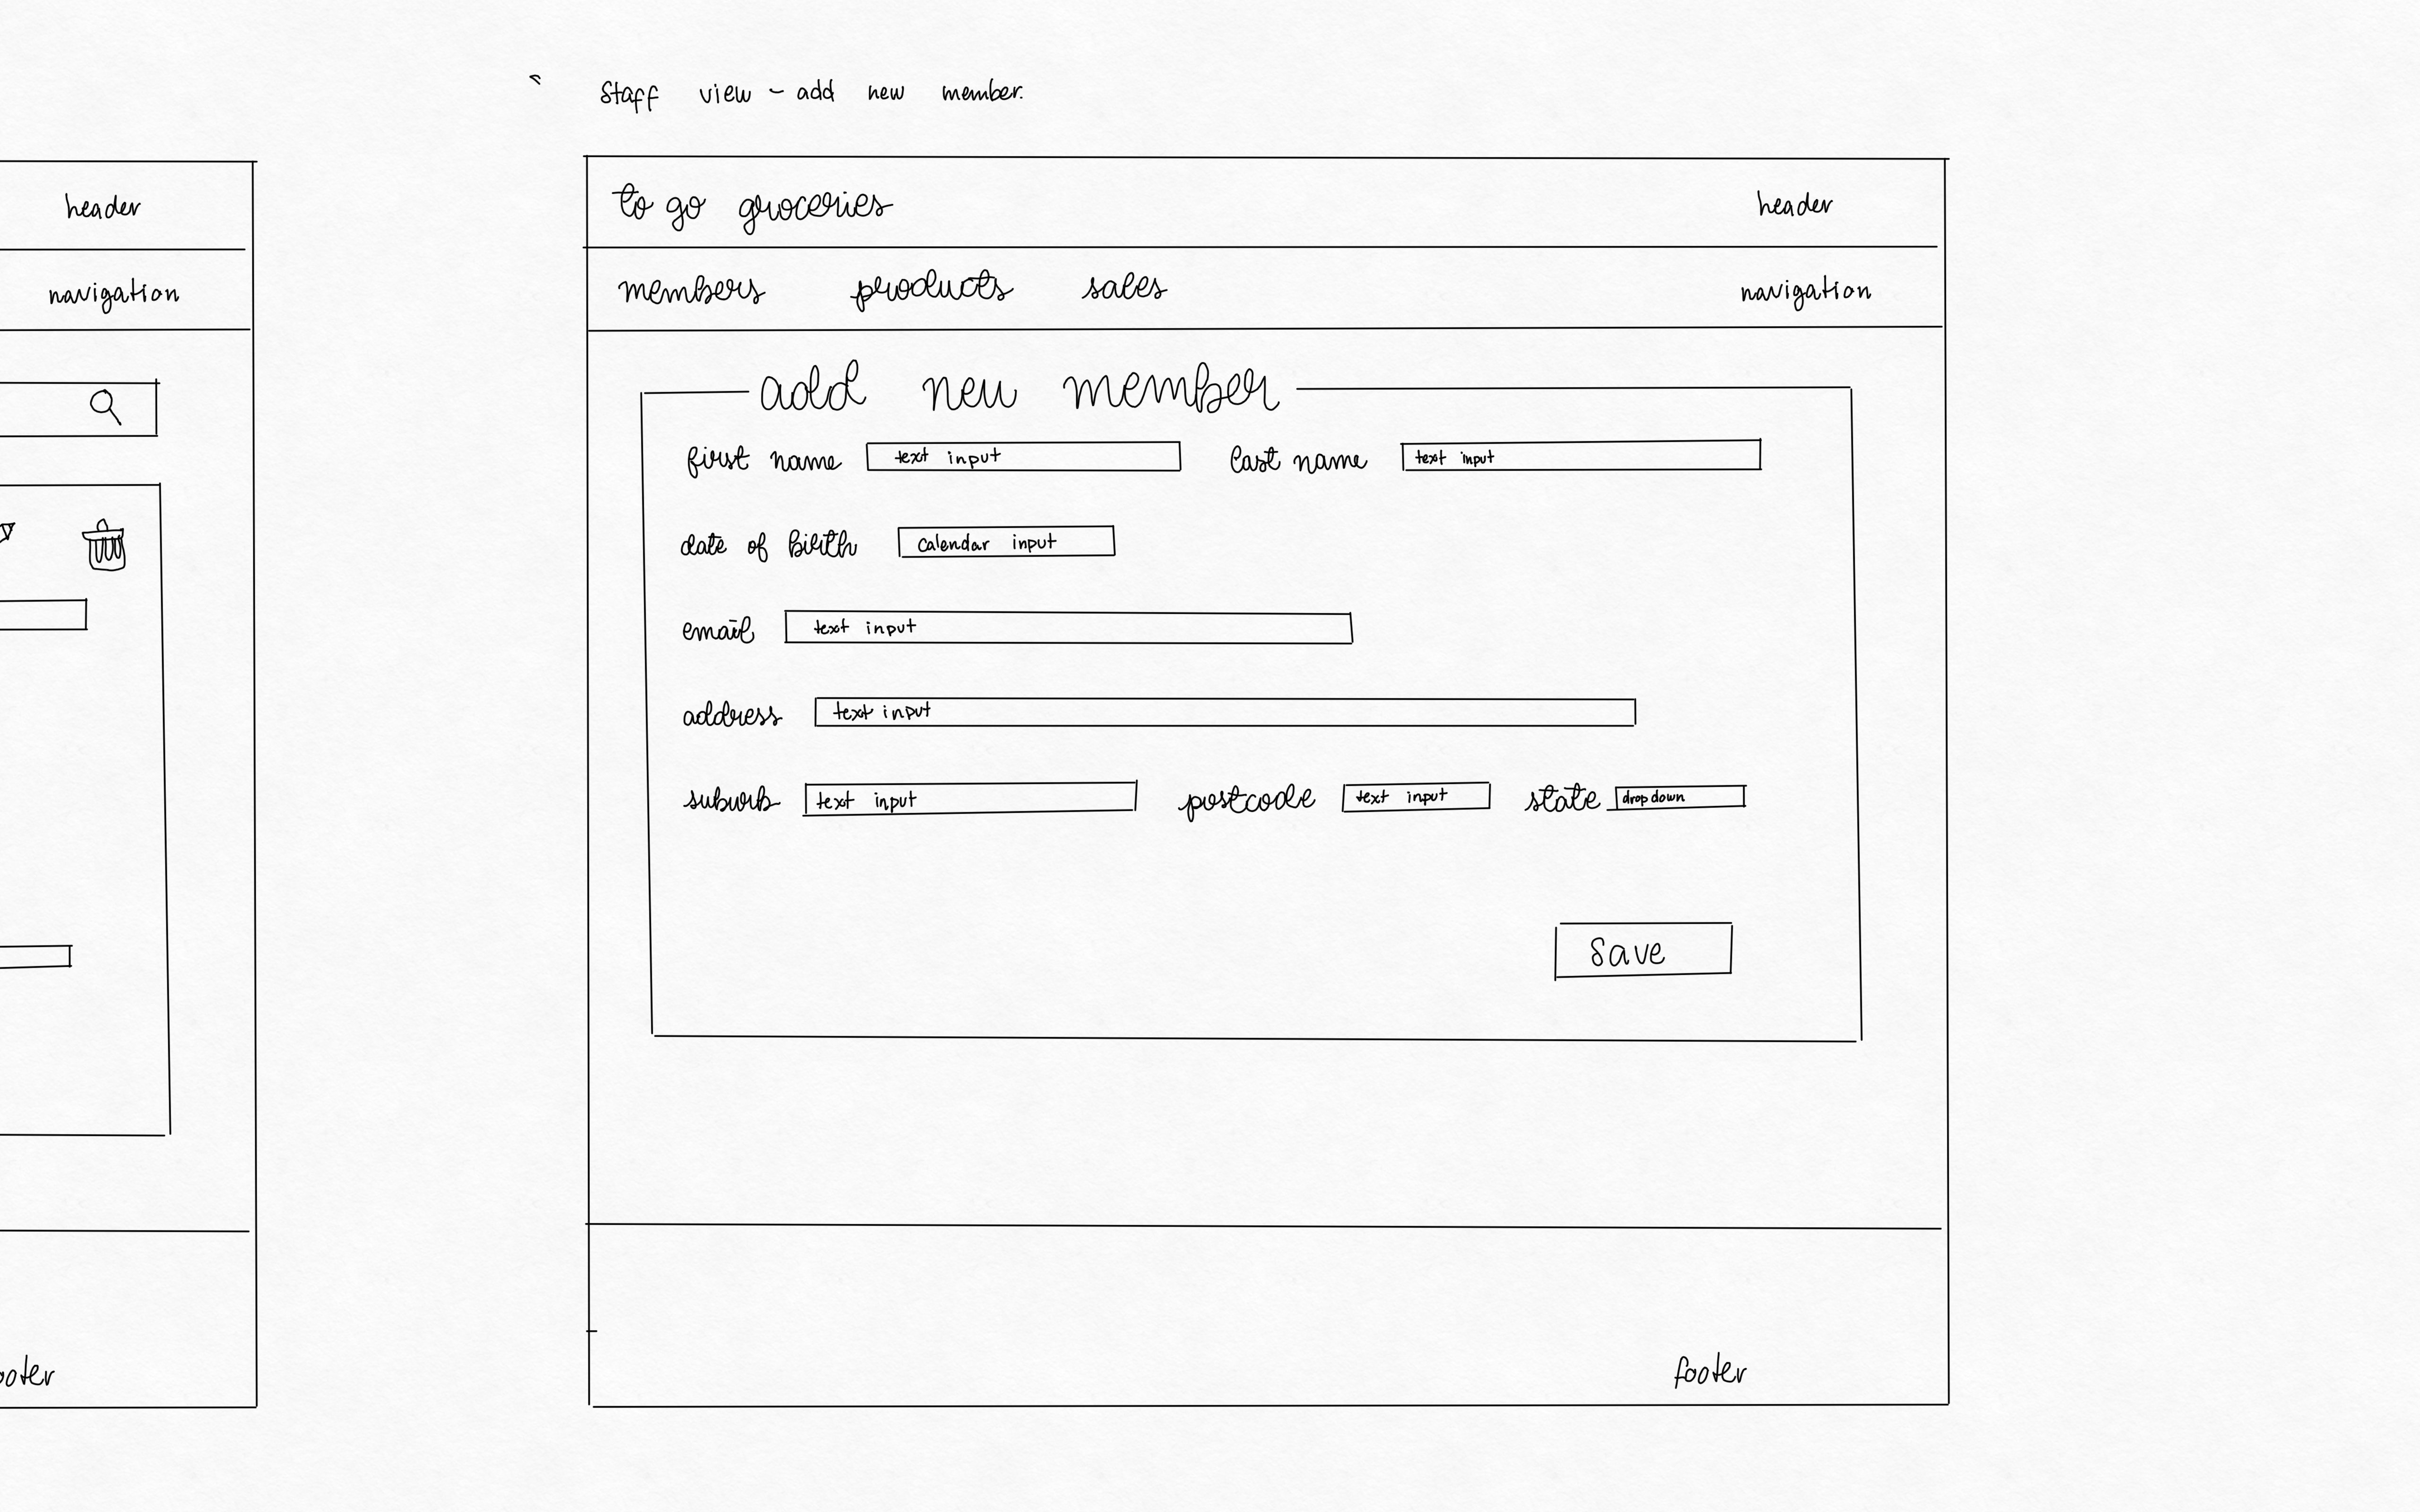 Staff view - add new member.
header
navigation
to go groceries header
members products sales navigation
add new member
first name text input last name text input
date of birth calendar input
email text input
address text input
suburb text input postcode text input state drop down
Save
footer